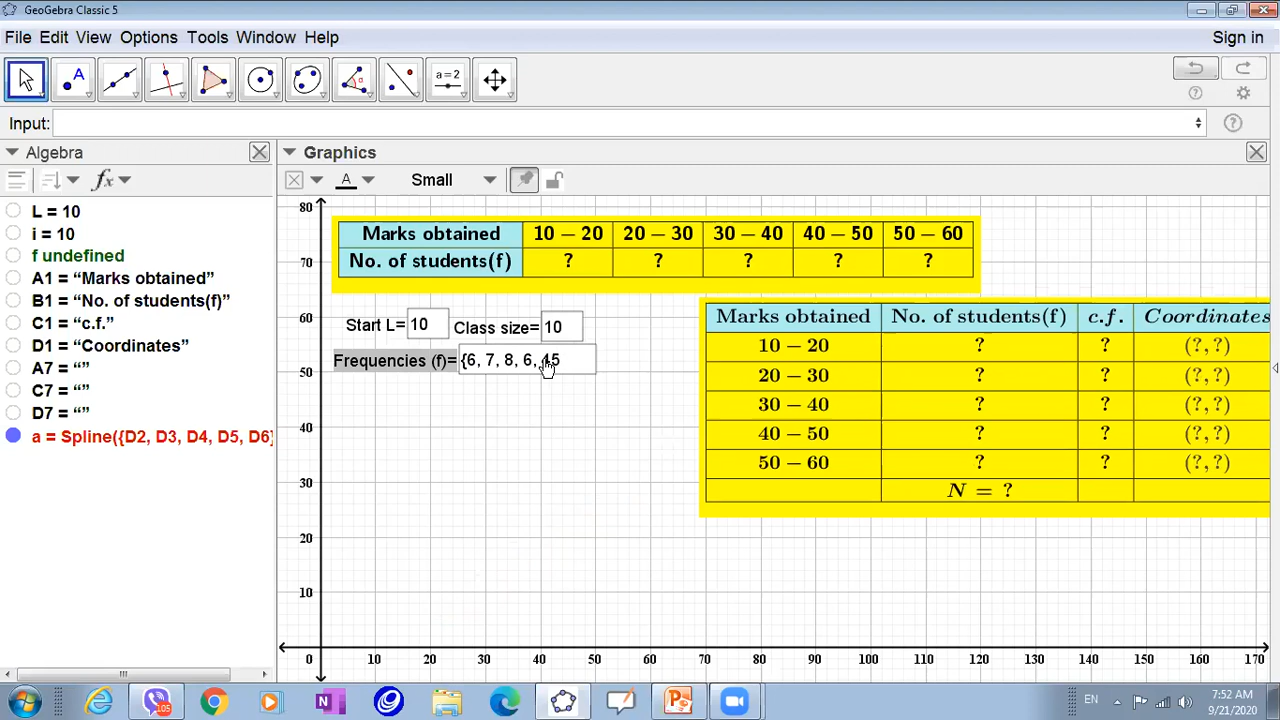 GeoGebra Classic 5
File Edit View Options Tools Window Help Sign in
A a=2
Input:
Algebra
Graphics
fx A Small
L = 10
i = 10
f undefined
A1 = “Marks obtained”
B1 = “No. of students(f)”
C1 = “c.f.”
D1 = “Coordinates”
A7 = “”
C7 = “”
D7 = “”
a = Spline({D2, D3, D4, D5, D6}
Marks obtained 10 – 20 20 – 30 30 – 40 40 – 50 50 – 60
No. of students(f) ? ? ? ? ?
Start L= 10 Class size= 10
Frequencies (f)= {6, 7, 8, 6, 15
Marks obtained No. of students(f) c.f. Coordinates
10 – 20 ? ? (?, ?)
20 – 30 ? ? (?, ?)
30 – 40 ? ? (?, ?)
40 – 50 ? ? (?, ?)
50 – 60 ? ? (?, ?)
N = ?
80
70
60
50
40
30
20
10
0 10 20 30 40 50 60 70 80 90 100 110 120 130 140 150 160 170
105 EN 7:52 AM
9/21/2020